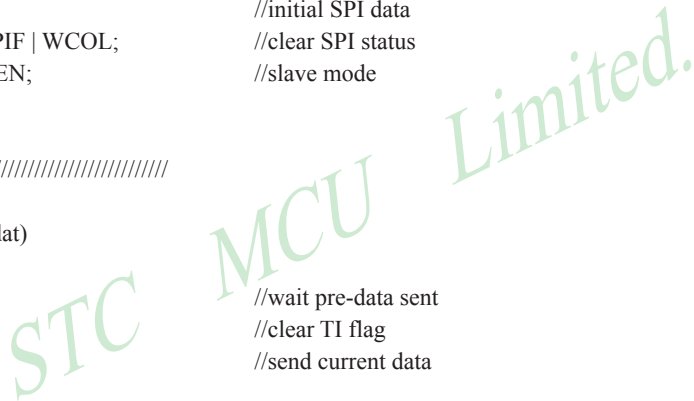 //initial SPI data
PIF | WCOL; //clear SPI status
EN; //slave mode
//////////////////////////
lat)
//wait pre-data sent
//clear TI flag
//send current data
STC MCU Limited.